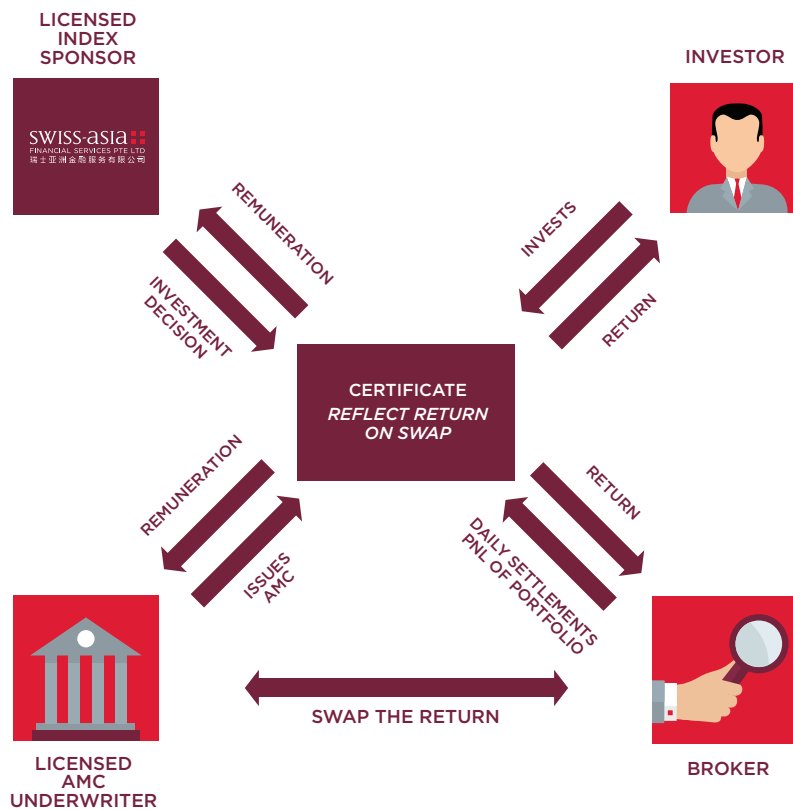 LICENSED
INDEX
SPONSOR
INVESTOR
swiss-asia
FINANCIAL SERVICES PTE LTD
瑞士亚洲金融服务有限公司
REMUNERATION
INVESTMENT
DECISION
INVESTS
RETURN
CERTIFICATE
REFLECT RETURN
ON SWAP
REMUNERATION
ISSUES
AMC
RETURN
DAILY SETTLEMENTS
PNL OF PORTFOLIO
SWAP THE RETURN
LICENSED
AMC
UNDERWRITER
BROKER